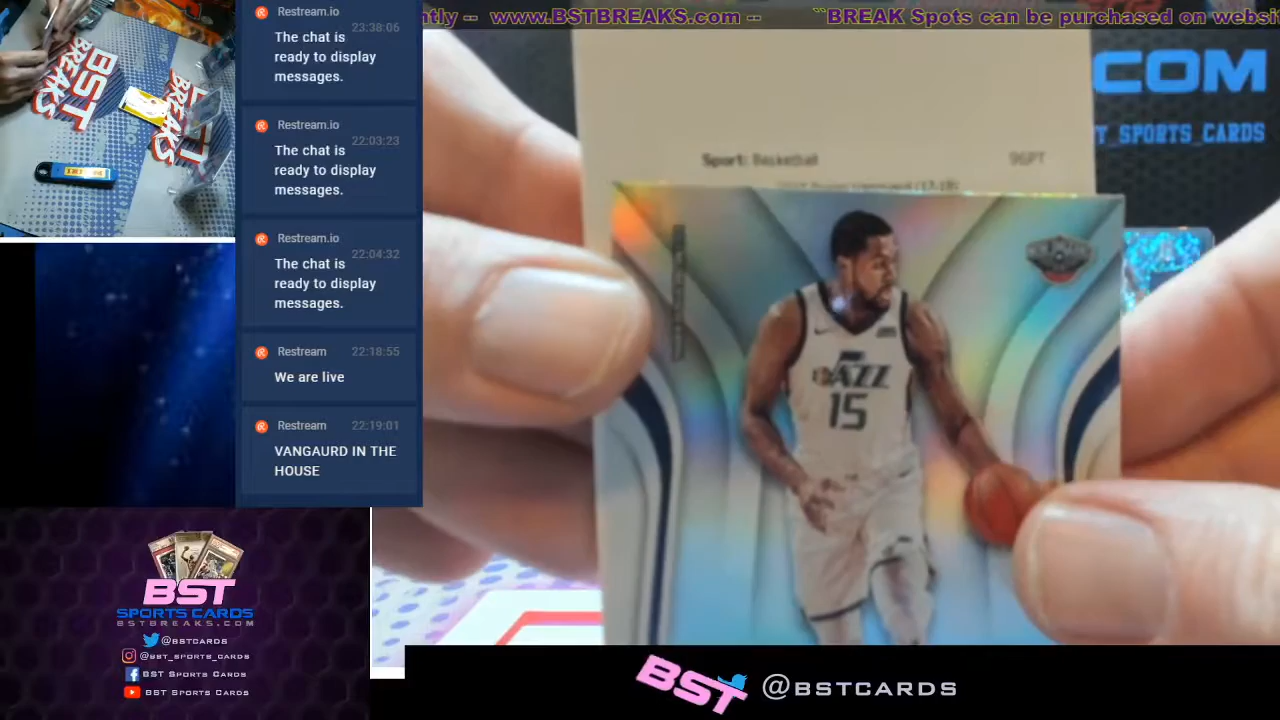 ntly -- www.BSTBREAKS.com -- ``BREAK Spots can be purchased on websit
Restream.io
23:38:06
The chat is
ready to display
messages.
Restream.io
22:03:23
The chat is
ready to display
messages.
Restream.io
22:04:32
The chat is
ready to display
messages.
Restream 22:18:55
We are live
Restream 22:19:01
VANGAURD IN THE
HOUSE
BST
BREAKS
BREAKS
COM
T_SPORTS_CARDS
Sport: Basketball
JAZZ
15
BST
SPORTS CARDS
BSTBREAKS.COM
@BSTCARDS
@BST_SPORTS_CARDS
BST SPORTS CARDS
BST SPORTS CARDS
BST @BSTCARDS